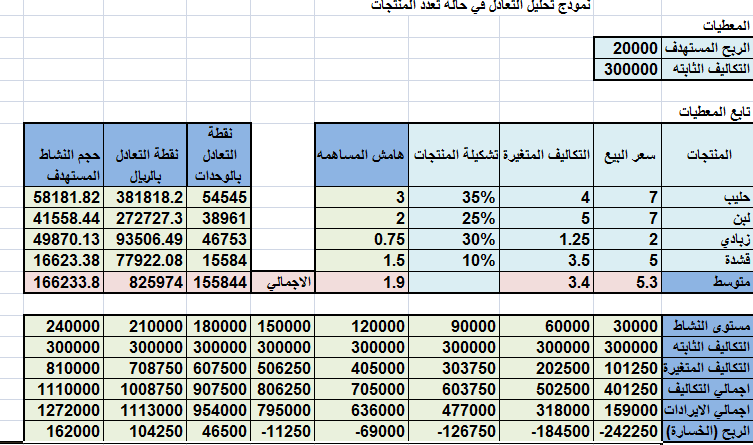 نموذج تحليل التعادل في حالة تعدد المنتجات
المعطيات
الربح المستهدف 20000
التكاليف الثابته 300000
تابع المعطيات
المنتجات سعر البيع التكاليف المتغيرة تشكيلة المنتجات هامش المساهمه نقطة التعادل بالوحدات نقطة التعادل بالريال حجم النشاط المستهدف
حليب 7 4 35% 3 54545 381818.2 58181.82
لبن 7 5 25% 2 38961 272727.3 41558.44
زبادي 2 1.25 30% 0.75 46753 93506.49 49870.13
قشدة 5 3.5 10% 1.5 15584 77922.08 16623.38
متوسط 5.3 3.4 1.9 الاجمالي 155844 825974 166233.8
مستوى النشاط 30000 60000 90000 120000 150000 180000 210000 240000
التكاليف الثابته 300000 300000 300000 300000 300000 300000 300000 300000
التكاليف المتغيرة 101250 202500 303750 405000 506250 607500 708750 810000
اجمالي التكاليف 401250 502500 603750 705000 806250 907500 1008750 1110000
اجمالي الايرادات 159000 318000 477000 636000 795000 954000 1113000 1272000
الربح (الخسارة) -242250 -184500 -126750 -69000 -11250 46500 104250 162000